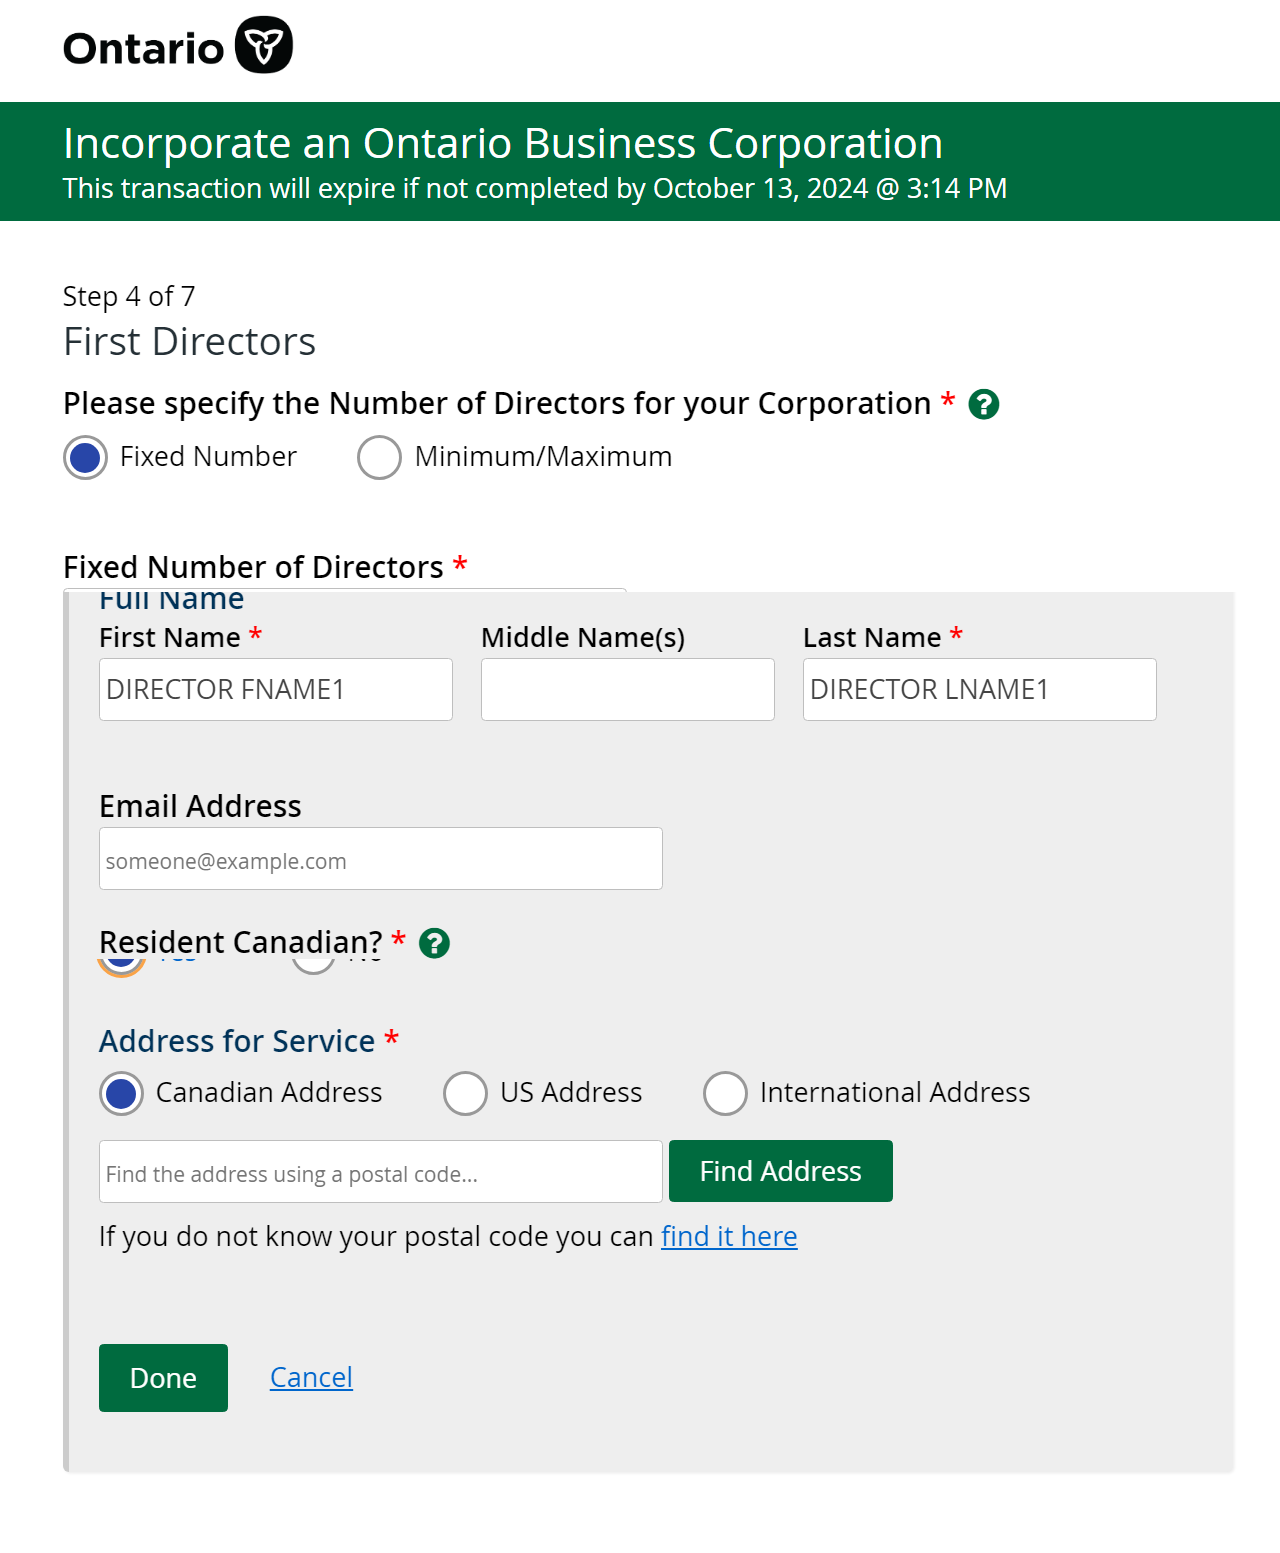 Ontario
Incorporate an Ontario Business Corporation
This transaction will expire if not completed by October 13, 2024 @ 3:14 PM
Step 4 of 7
First Directors
Please specify the Number of Directors for your Corporation * ?
Fixed Number Minimum/Maximum
Fixed Number of Directors *
Full Name
First Name * Middle Name(s) Last Name *
DIRECTOR FNAME1 DIRECTOR LNAME1
Email Address
someone@example.com
Resident Canadian? * ?
Yes No
Address for Service *
Canadian Address US Address International Address
Find the address using a postal code... Find Address
If you do not know your postal code you can find it here
Done Cancel